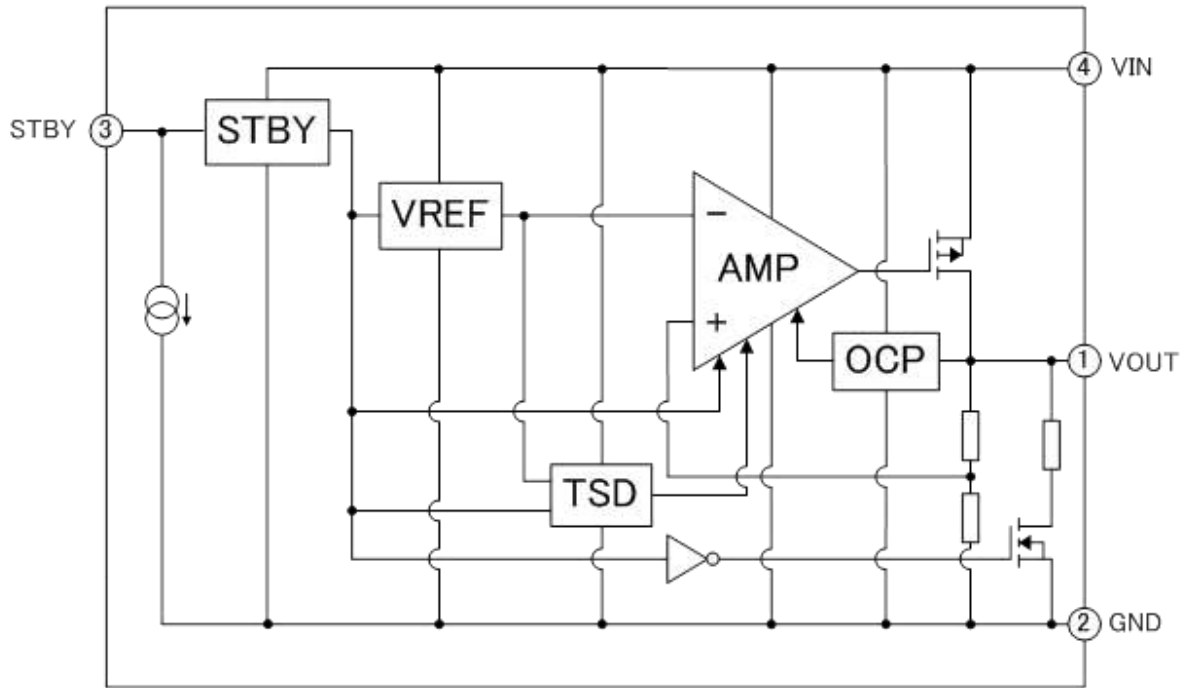 4 VIN
STBY 3
STBY
VREF
−
AMP
+
OCP
1 VOUT
TSD
2 GND